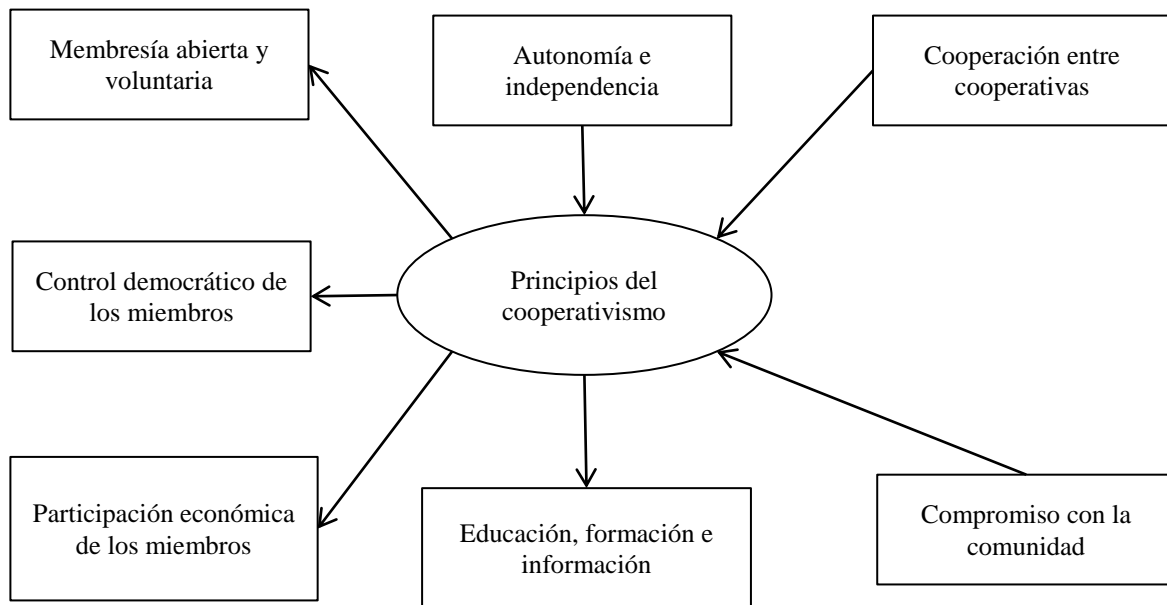 Membresía abierta y
voluntaria
Autonomía e
independencia
Cooperación entre
cooperativas
Control democrático de
los miembros
Principios del
cooperativismo
Participación económica
de los miembros
Educación, formación e
información
Compromiso con la
comunidad